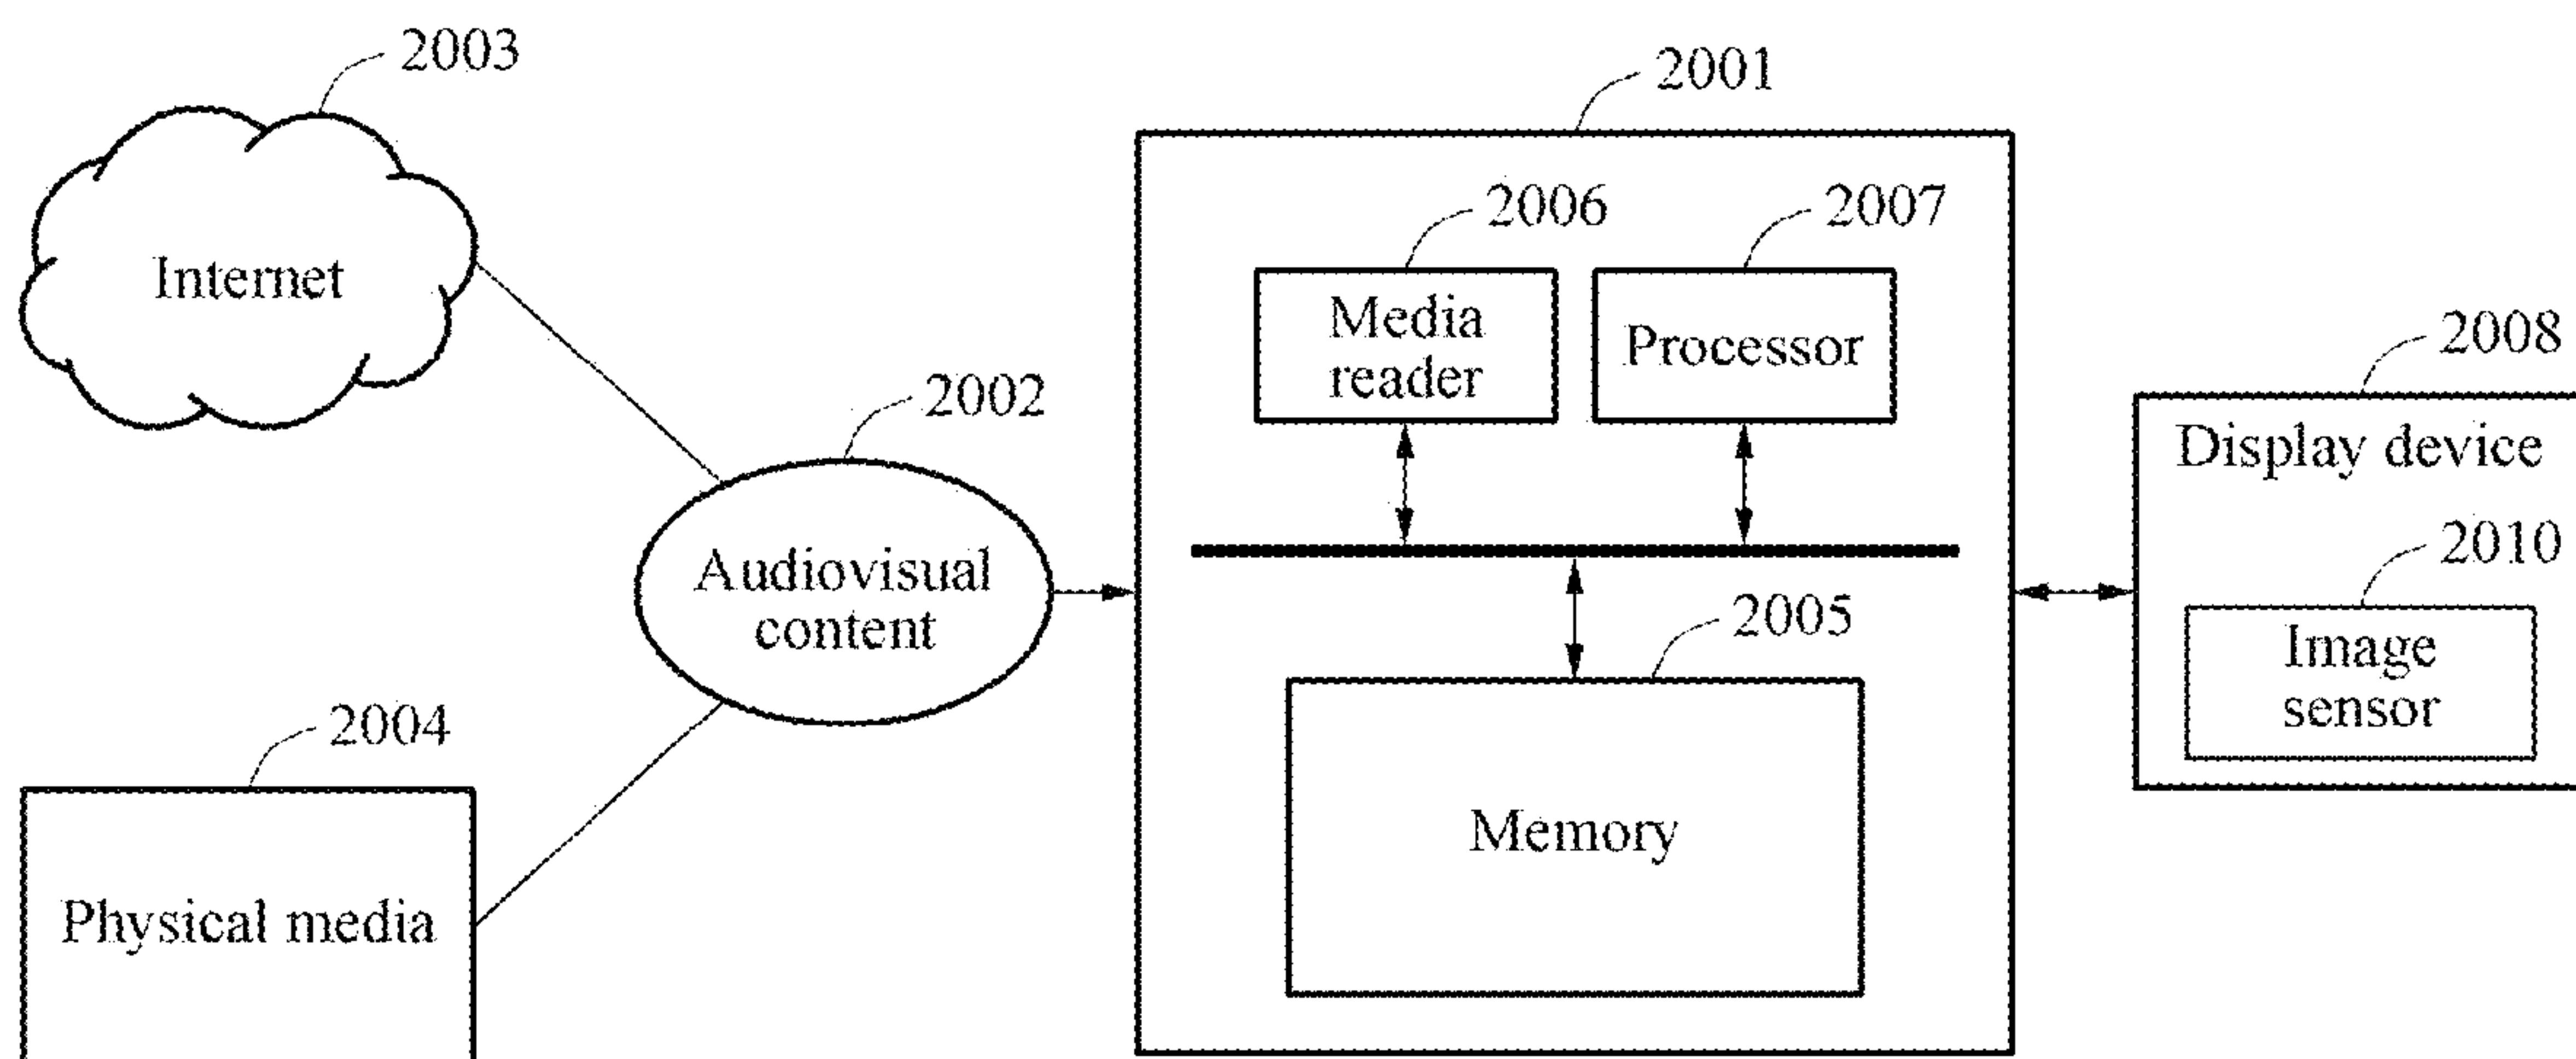 2003
Internet
2004
Physical media
2002
Audiovisual
content
2001
2006
Media
reader
2007
Processor
2005
Memory
2008
Display device
2010
Image
sensor